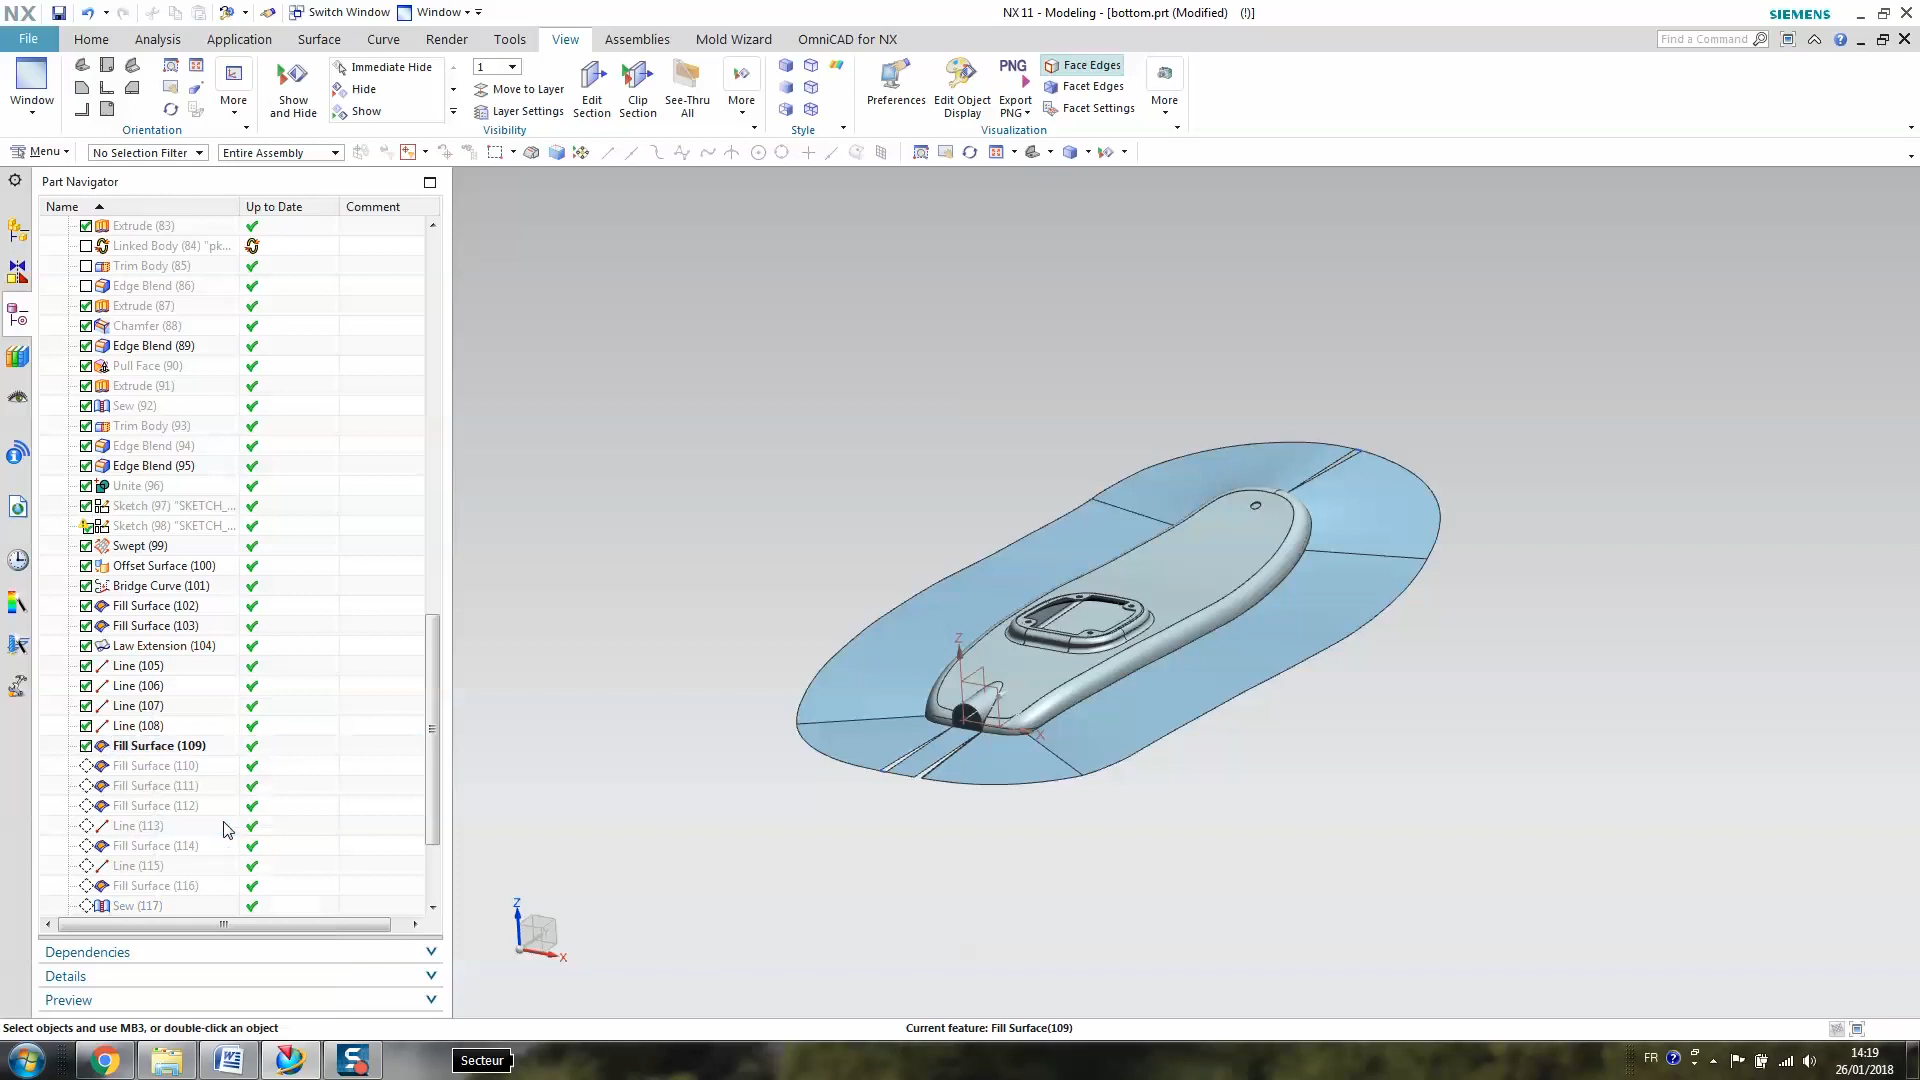 NX
Switch Window
Window
NX 11 - Modeling - [bottom.prt (Modified) (!)]
SIEMENS
File
Home
Analysis
Application
Surface
Curve
Render
Tools
View
Assemblies
Mold Wizard
OmniCAD for NX
Find a Command
Window
More
Orientation
Show and Hide
Immediate Hide
Hide
Show
1
Move to Layer
Layer Settings
Edit Section
Clip Section
See-Thru All
More
Visibility
Style
Preferences
Edit Object Display
PNG
Export PNG
Face Edges
Facet Edges
Facet Settings
More
Visualization
Menu
No Selection Filter
Entire Assembly
Part Navigator
Name
Up to Date
Comment
Extrude (83)
Linked Body (84) "pk...
Trim Body (85)
Edge Blend (86)
Extrude (87)
Chamfer (88)
Edge Blend (89)
Pull Face (90)
Extrude (91)
Sew (92)
Trim Body (93)
Edge Blend (94)
Edge Blend (95)
Unite (96)
Sketch (97) "SKETCH_...
Sketch (98) "SKETCH_...
Swept (99)
Offset Surface (100)
Bridge Curve (101)
Fill Surface (102)
Fill Surface (103)
Law Extension (104)
Line (105)
Line (106)
Line (107)
Line (108)
Fill Surface (109)
Fill Surface (110)
Fill Surface (111)
Fill Surface (112)
Line (113)
Fill Surface (114)
Line (115)
Fill Surface (116)
Sew (117)
Dependencies
Details
Preview
Z
X
Z
X
Select objects and use MB3, or double-click an object
Current feature: Fill Surface(109)
Secteur
FR
14:19
26/01/2018